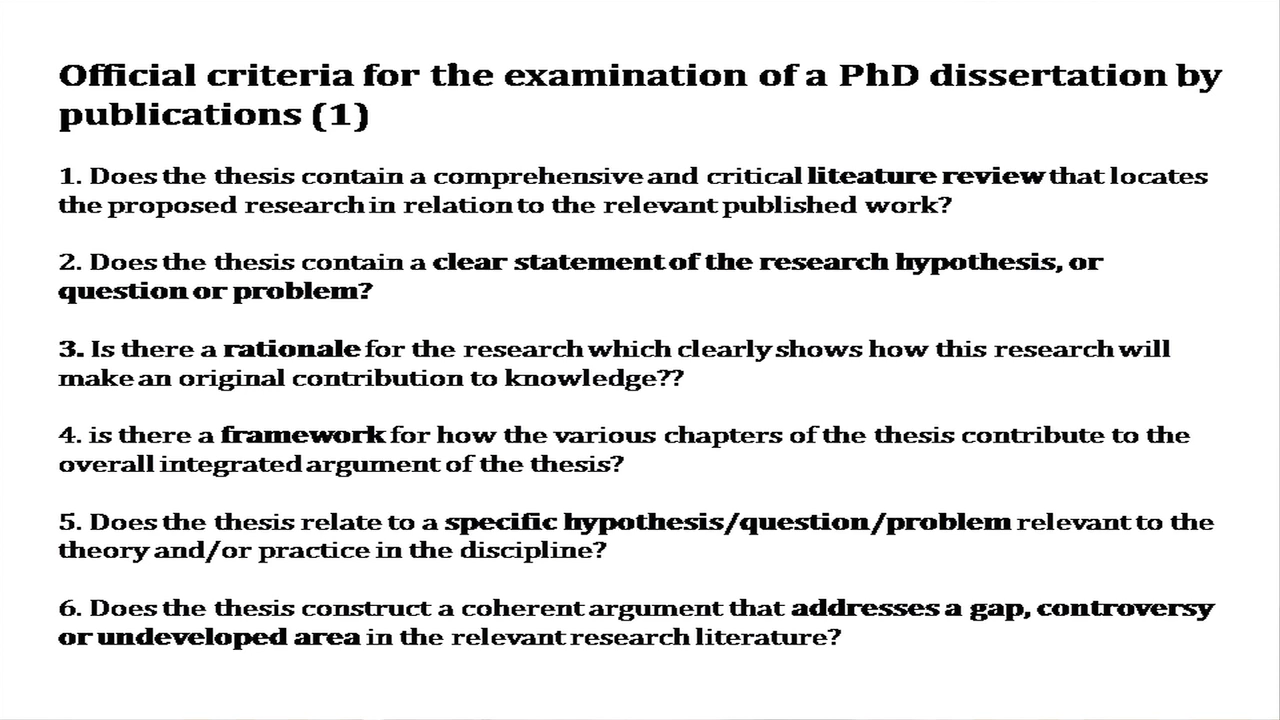 Official criteria for the examination of a PhD dissertation by
publications (1)
1. Does the thesis contain a comprehensive and critical liteature review that locates
the proposed research in relation to the relevant published work?
2. Does the thesis contain a clear statement of the research hypothesis, or
question or problem?
3. Is there a rationale for the research which clearly shows how this research will
make an original contribution to knowledge??
4. is there a framework for how the various chapters of the thesis contribute to the
overall integrated argument of the thesis?
5. Does the thesis relate to a specific hypothesis/question/problem relevant to the
theory and/or practice in the discipline?
6. Does the thesis construct a coherent argument that addresses a gap, controversy
or undeveloped area in the relevant research literature?